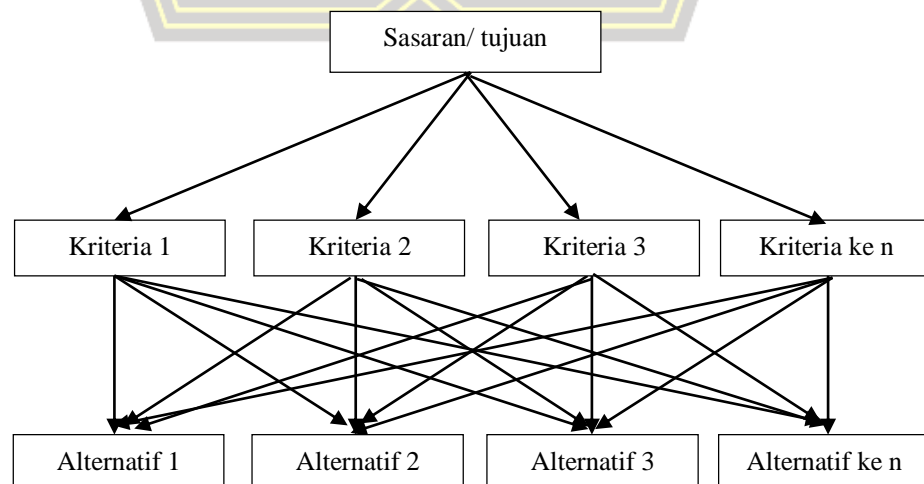 Sasaran/ tujuan
Kriteria 1
Kriteria 2
Kriteria 3
Kriteria ke n
Alternatif 1
Alternatif 2
Alternatif 3
Alternatif ke n